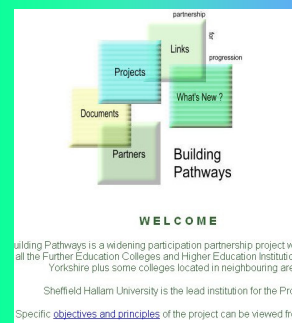 partnership
Links
for
progression
Projects
What's New ?
Documents
Partners
Building
Pathways
WELCOME
uilding Pathways is a widening participation partnership project w
all the Further Education Colleges and Higher Education Institutio
Yorkshire plus some colleges located in neighbouring are
Sheffield Hallam University is the lead institution for the Pro
Specific objectives and principles of the project can be viewed fr